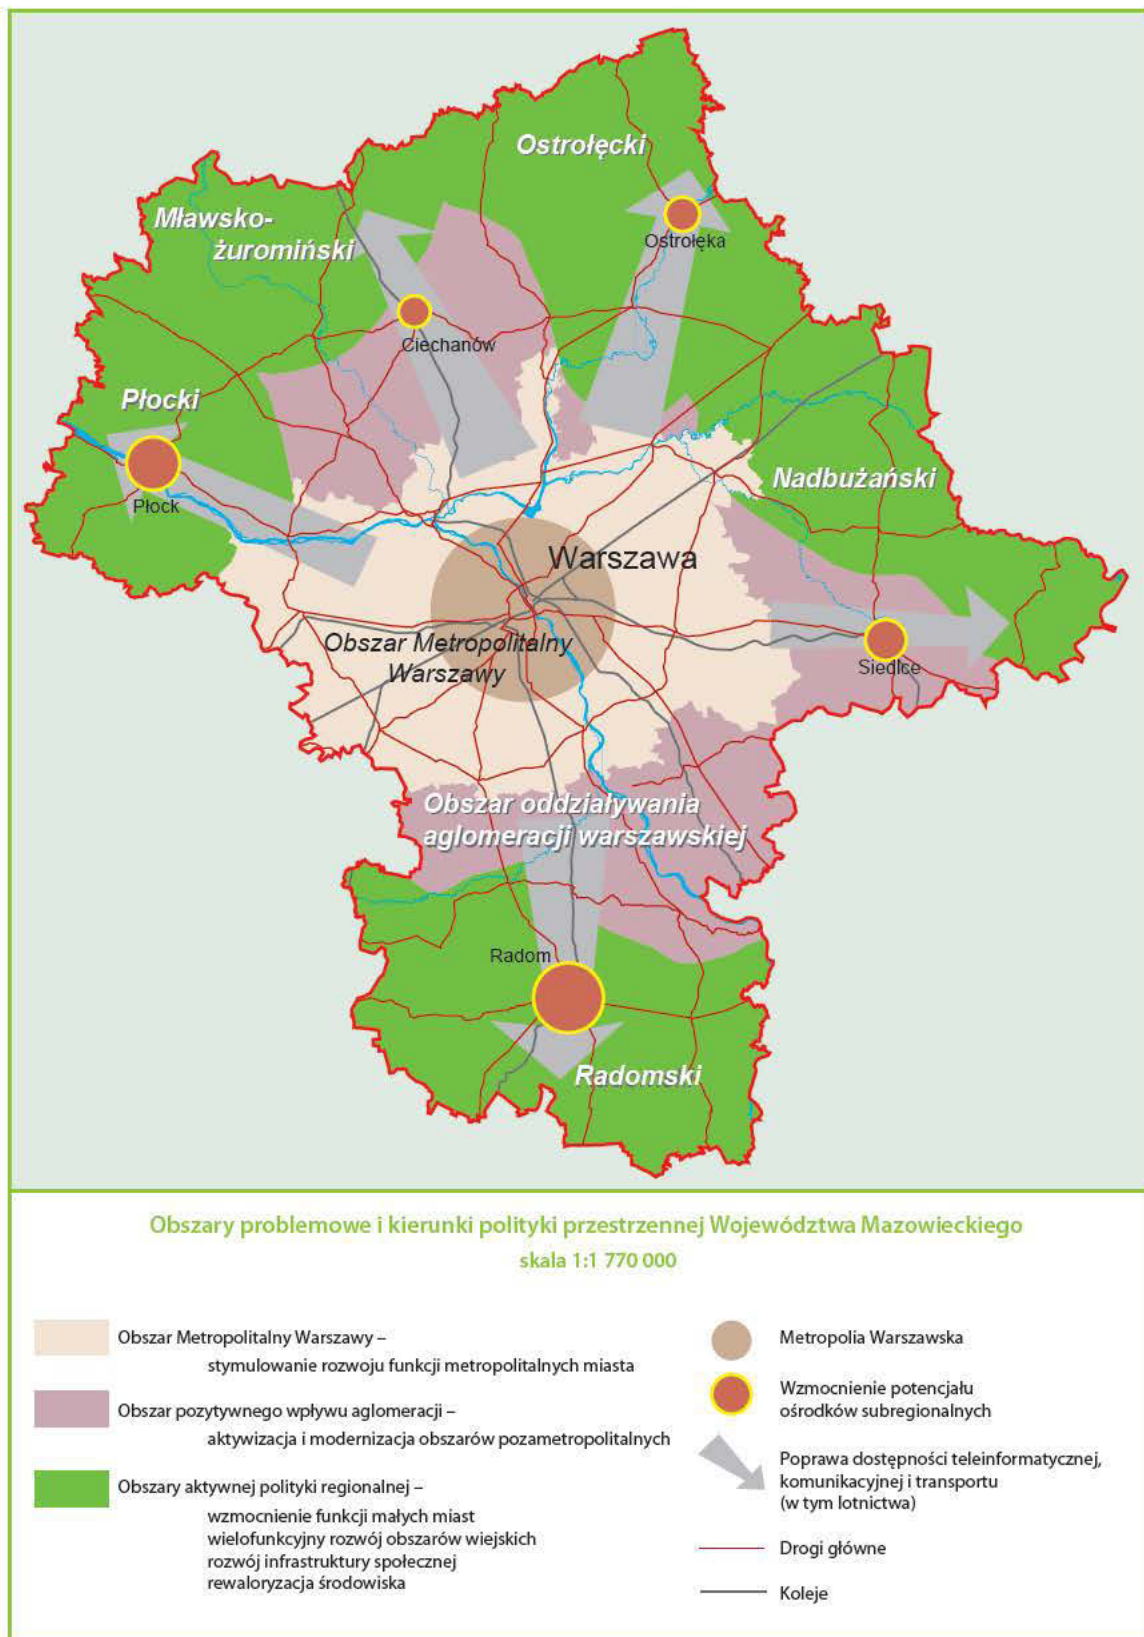 Ostrołęcki
Mławsko-
żuromiński
Ostrołęka
Ciechanów
Płocki
Płock
Nadbużański
Warszawa
Obszar Metropolitalny
Warszawy
Siedlce
Obszar oddziaływania
aglomeracji warszawskiej
Radom
Radomski
Obszary problemowe i kierunki polityki przestrzennej Województwa Mazowieckiego
skala 1:1 770 000
Obszar Metropolitalny Warszawy –
stymulowanie rozwoju funkcji metropolitalnych miasta
Obszar pozytywnego wpływu aglomeracji –
aktywizacja i modernizacja obszarów pozametropolitalnych
Obszary aktywnej polityki regionalnej –
wzmocnienie funkcji małych miast
wielofunkcyjny rozwój obszarów wiejskich
rozwój infrastruktury społecznej
rewaloryzacja środowiska
Metropolia Warszawska
Wzmocnienie potencjału
ośrodków subregionalnych
Poprawa dostępności teleinformatycznej,
komunikacyjnej i transportu
(w tym lotnictwa)
Drogi główne
Koleje